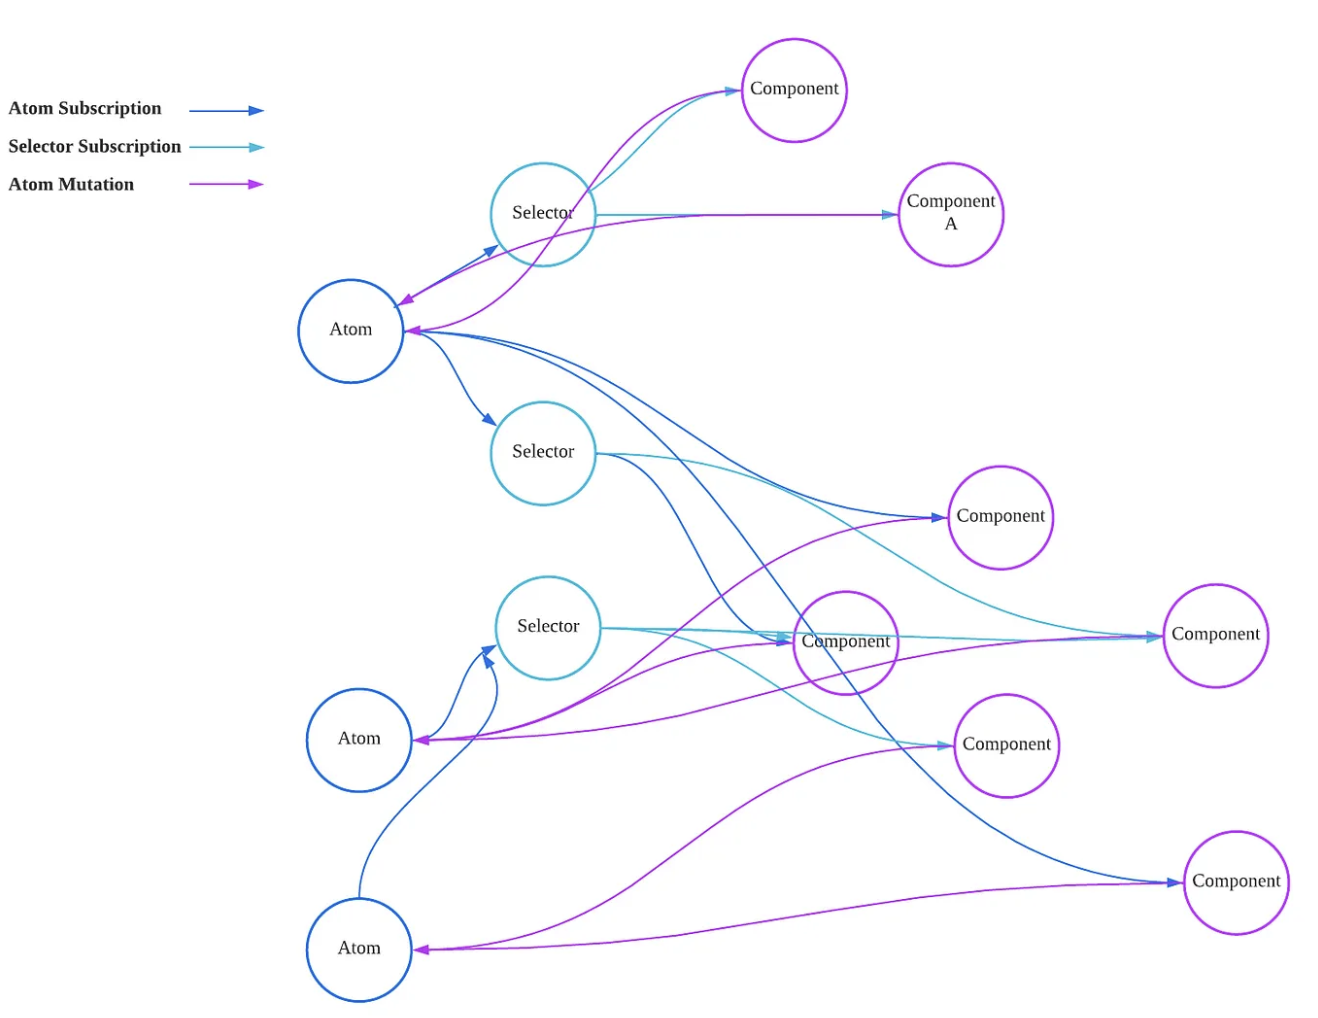 Atom Subscription
Selector Subscription
Atom Mutation
Component
Selector
Component
A
Atom
Selector
Component
Selector
Component
Component
Atom
Component
Component
Atom